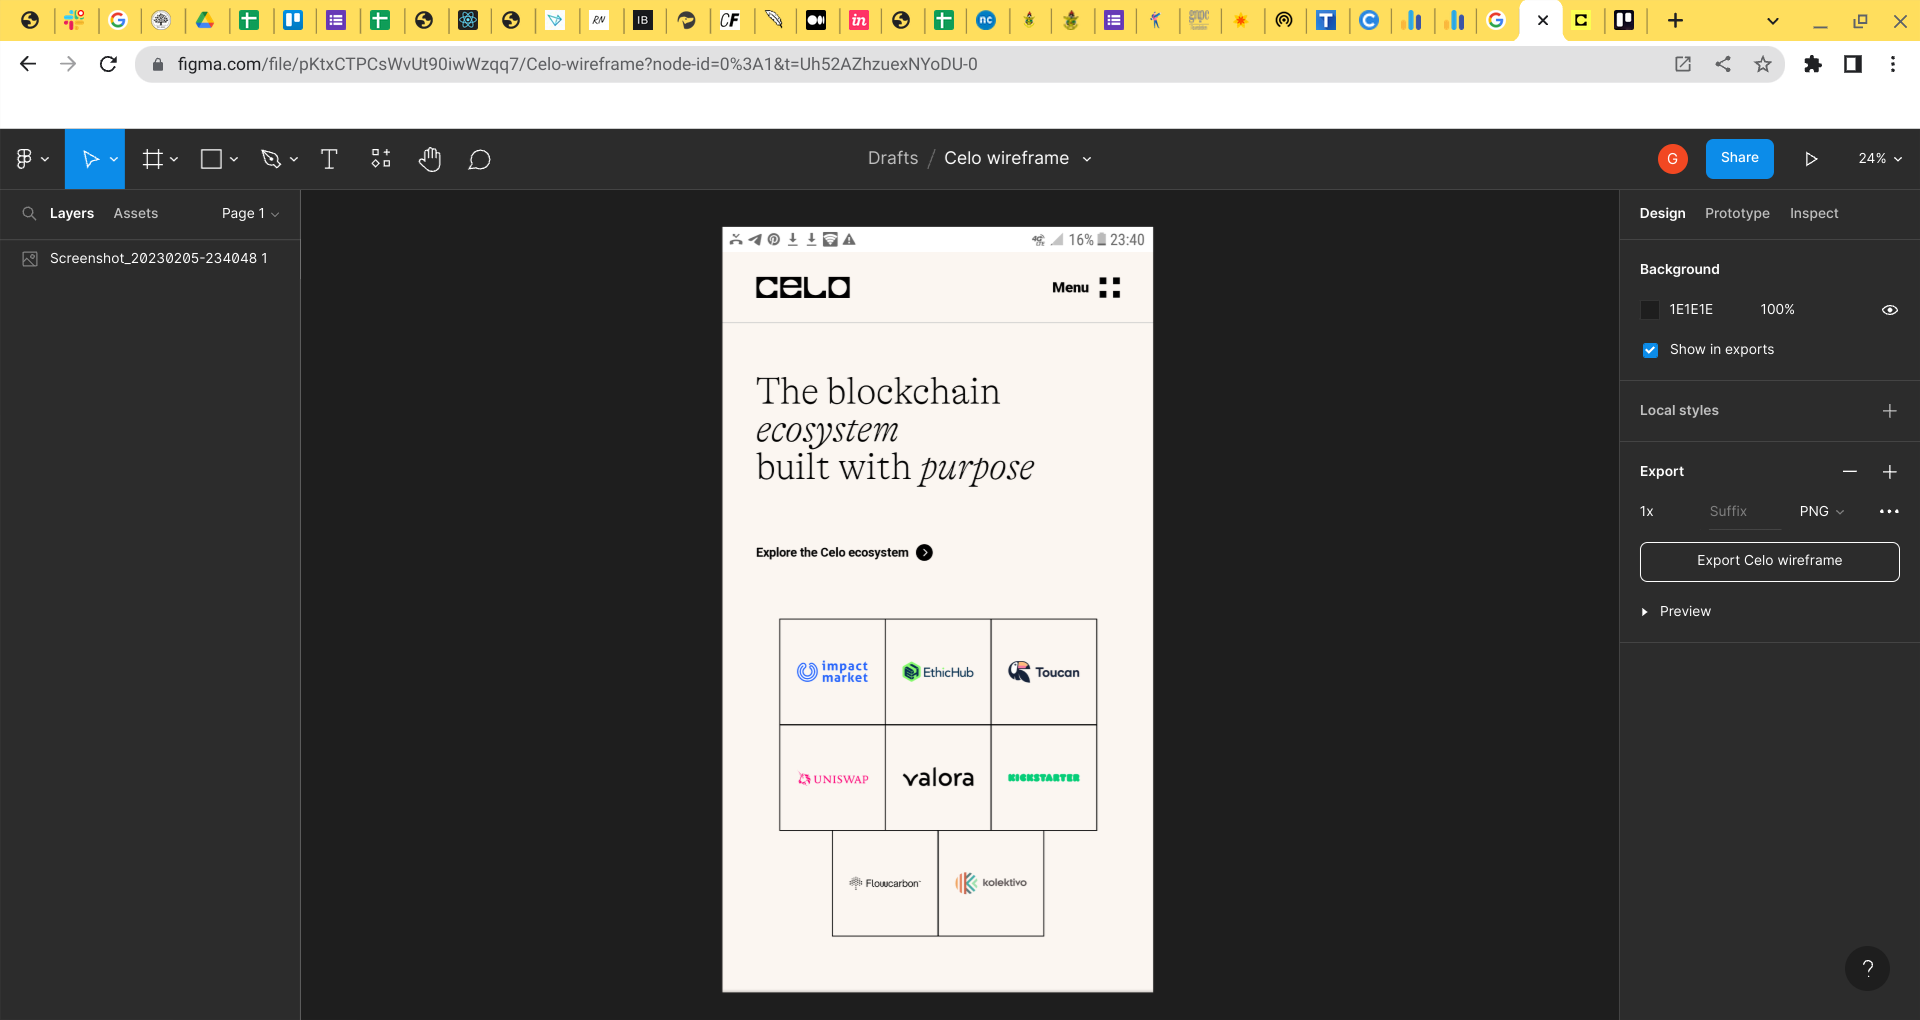 figma.com/file/pKtxCTPCsWvUt90iwWzqq7/Celo-wireframe?node-id=0%3A1&t=Uh52AZhzuexNYoDU-0
Drafts / Celo wireframe
G
Share
24%
Layers
Assets
Page 1
Screenshot_20230205-234048 1
16%
23:40
CELO
Menu
The blockchain
ecosystem
built with purpose
Explore the Celo ecosystem
impact
market
EthicHub
Toucan
UNISWAP
valora
KICKSTARTER
Flowcarbon
kolektivo
Design
Prototype
Inspect
Background
1E1E1E
100%
Show in exports
Local styles
Export
1x
Suffix
PNG
Export Celo wireframe
Preview
?